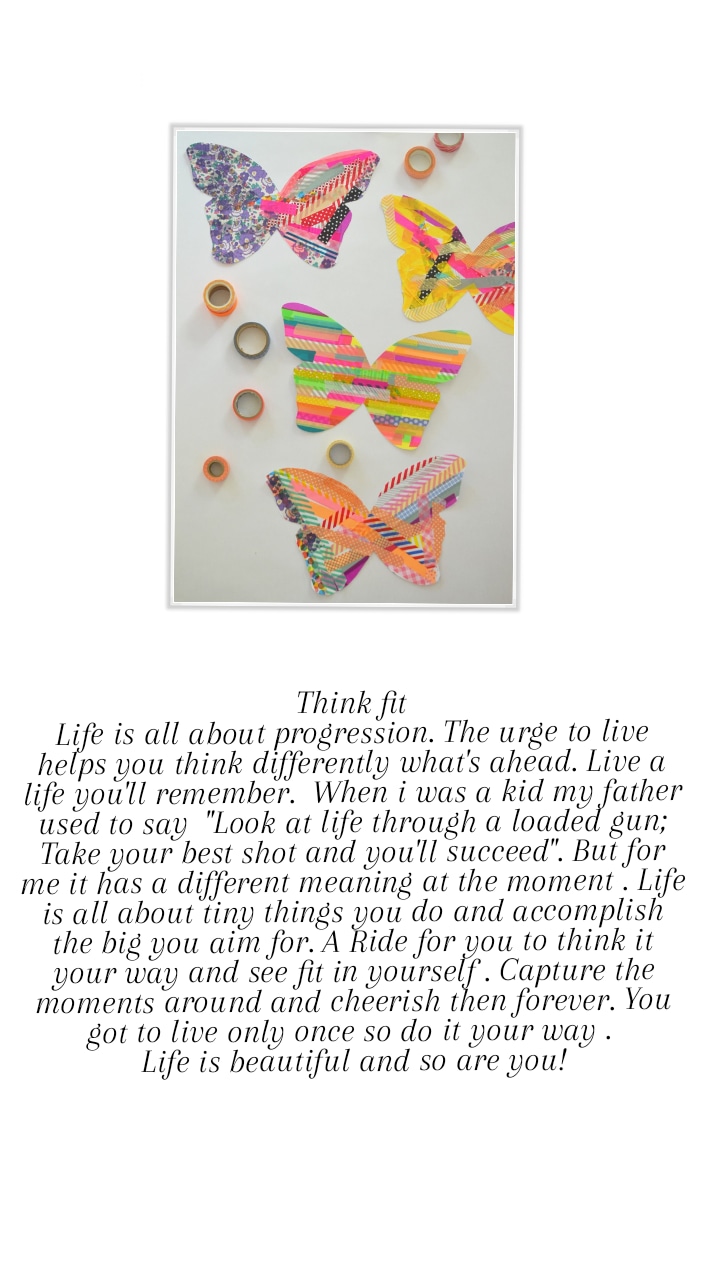 Think fit
Life is all about progression. The urge to live
helps you think differently what's ahead. Live a
life you'll remember.  When i was a kid my father
used to say  "Look at life through a loaded gun;
Take your best shot and you'll succeed". But for
me it has a different meaning at the moment . Life
is all about tiny things you do and accomplish
the big you aim for. A Ride for you to think it
your way and see fit in yourself . Capture the
moments around and cheerish then forever. You
got to live only once so do it your way .
Life is beautiful and so are you!